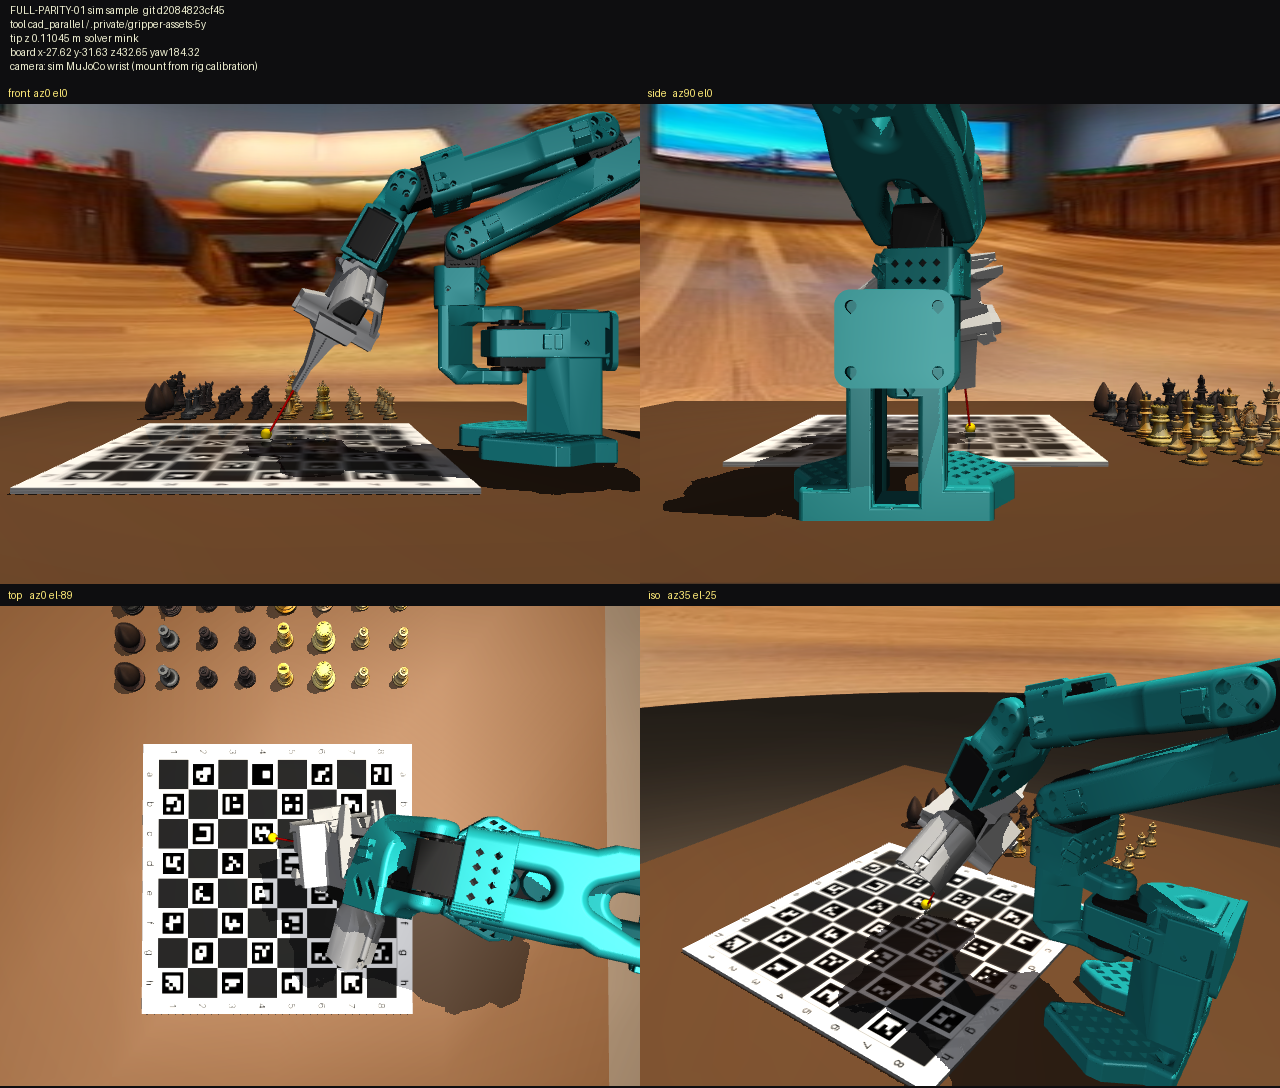 FULL-PARITY-01 sim sample git d2084823cf45
tool cad_parallel / .private/gripper-assets-5y
tip z 0.11045 m solver mink
board x-27.62 y-31.63 z432.65 yaw184.32
camera: sim MuJoCo wrist (mount from rig calibration)
front az0 el0
side az90 el0
top az0 el-89
iso az35 el-25